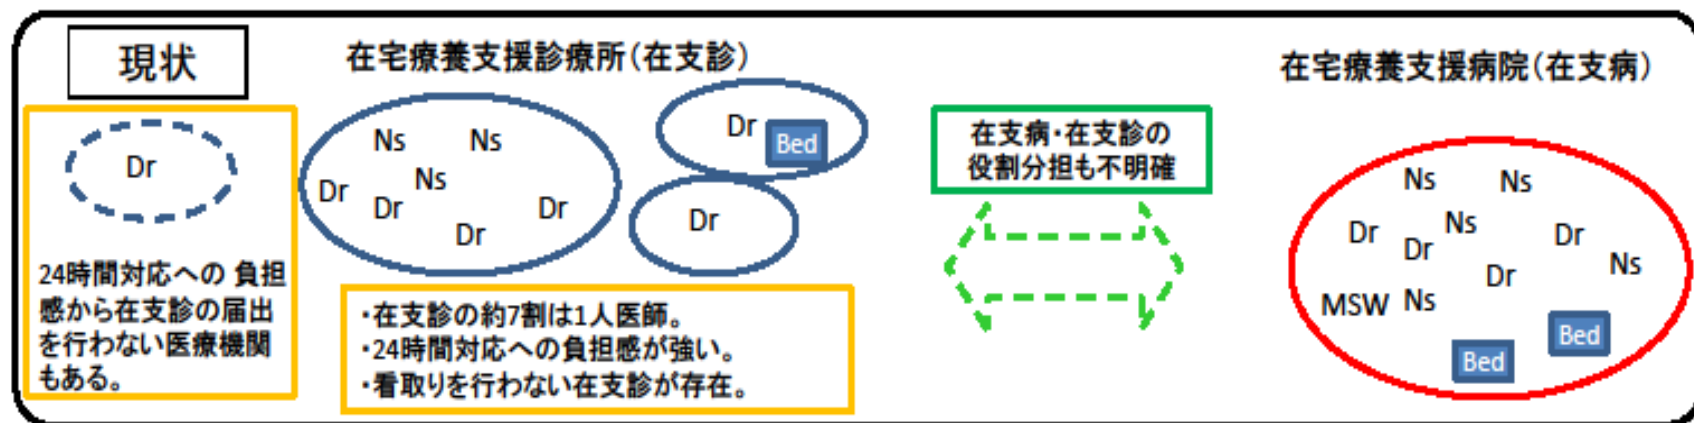 現状
在宅療養支援診療所(在支診)
在宅療養支援病院(在支病)
Dr
24時間対応への 負担
感から在支診の届出
を行わない医療機関
もある。
Ns Ns
Ns
Dr Dr Dr
Dr
Dr Bed
Dr
・在支診の約7割は1人医師。
・24時間対応への負担感が強い。
・看取りを行わない在支診が存在。
在支病・在支診の
役割分担も不明確
Ns Ns
Dr Ns Dr
Dr Ns
Dr
MSW Ns
Bed
Bed